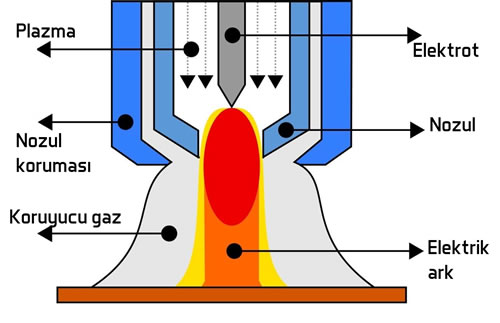 Plazma
Elektrot
Nozul
Nozul
koruması
Koruyucu gaz
Elektrik
ark